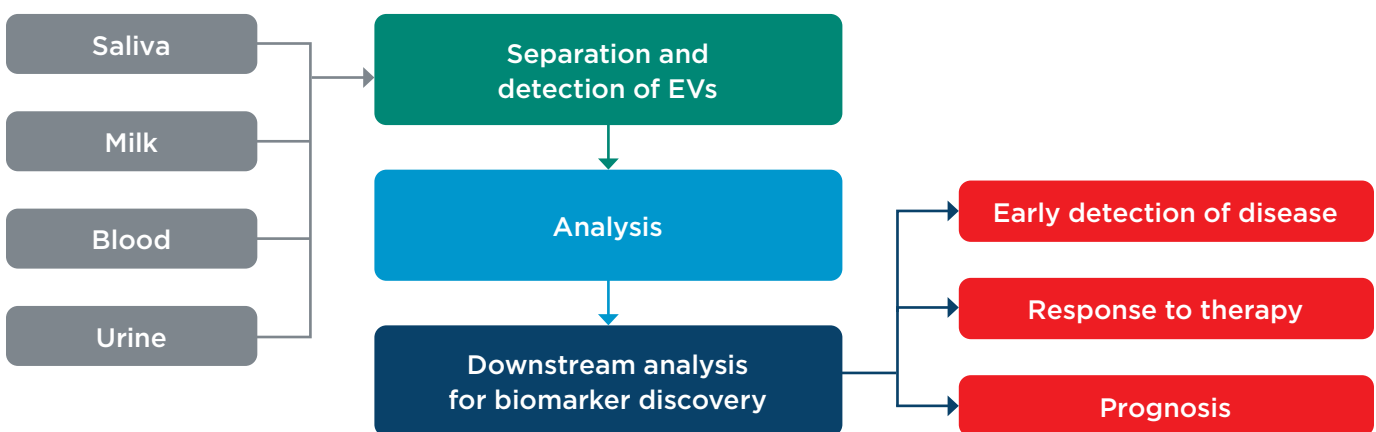 Saliva
Milk
Blood
Urine
Separation and
detection of EVs
Analysis
Downstream analysis
for biomarker discovery
Early detection of disease
Response to therapy
Prognosis